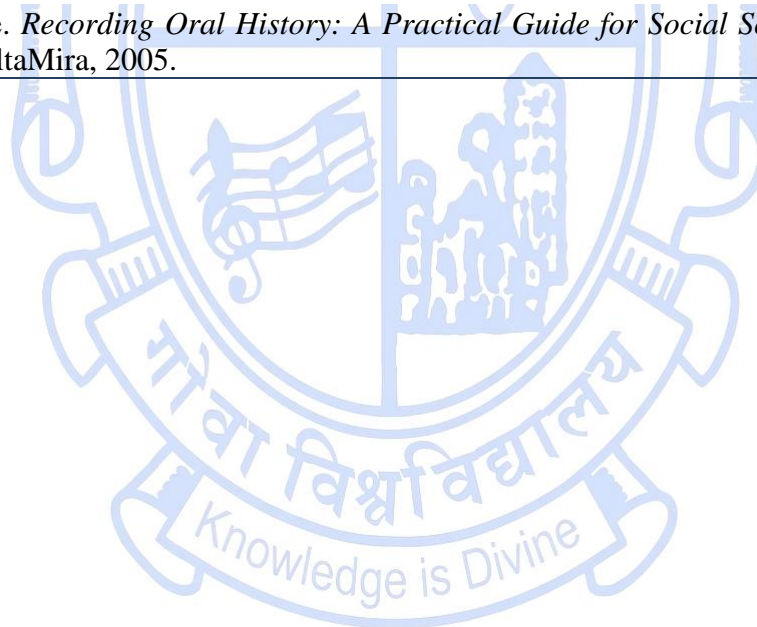 e. Recording Oral History: A Practical Guide for Social Sc
ltaMira, 2005.
गोंवा विश्वविद्यालय
Knowledge is Divine